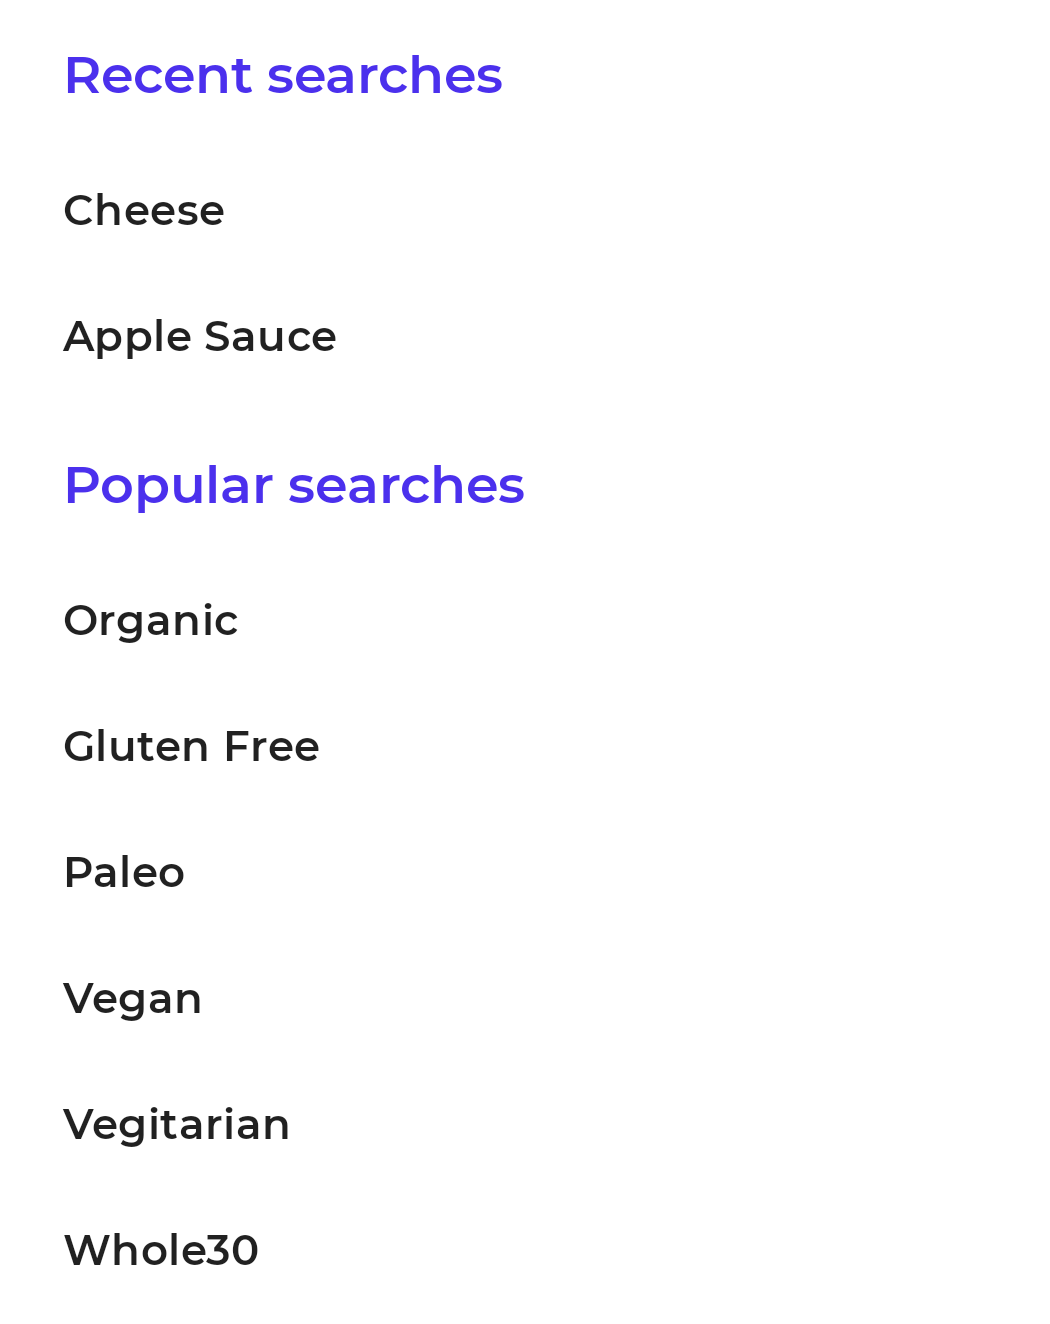 Recent searches
Cheese
Apple Sauce
Popular searches
Organic
Gluten Free
Paleo
Vegan
Vegitarian
Whole30